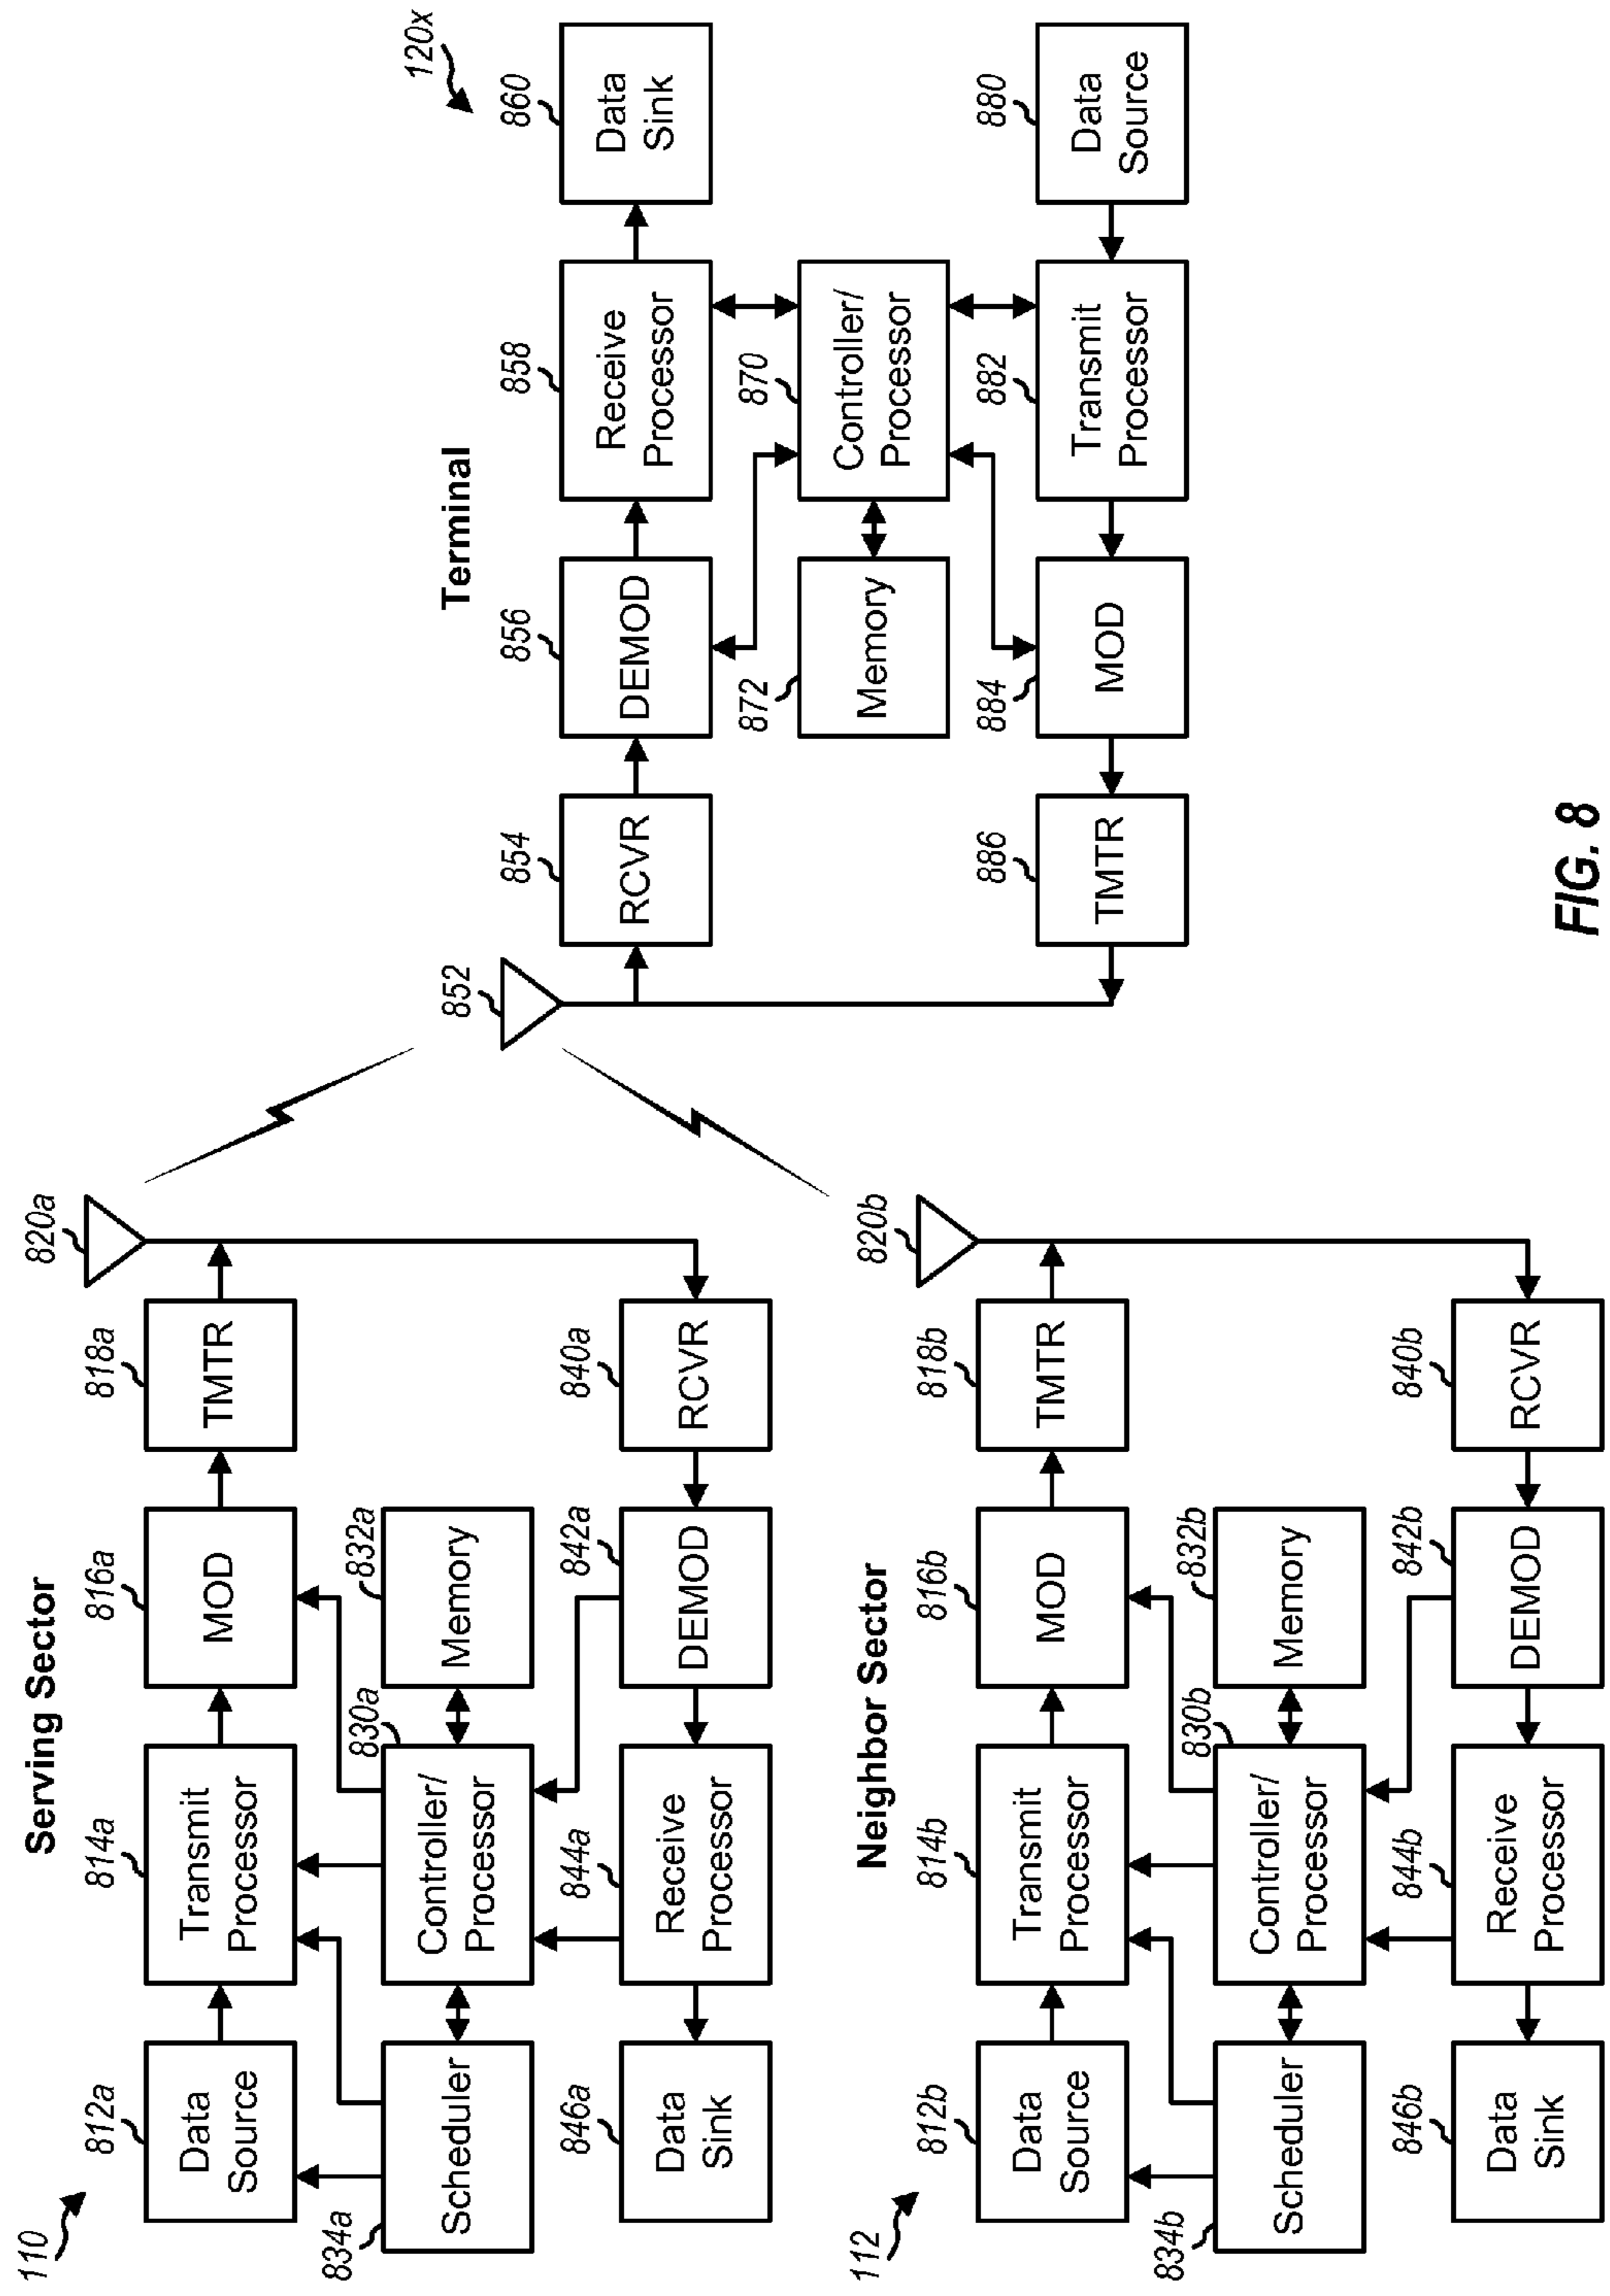 110
Serving Sector
812a
Data
Source
814a
Transmit
Processor
816a
MOD
818a
TMTR
820a
834a
Scheduler
830a
Controller/
Processor
832a
Memory
846a
Data
Sink
844a
Receive
Processor
842a
DEMOD
840a
RCVR
112
Neighbor Sector
812b
Data
Source
814b
Transmit
Processor
816b
MOD
818b
TMTR
820b
834b
Scheduler
830b
Controller/
Processor
832b
Memory
846b
Data
Sink
844b
Receive
Processor
842b
DEMOD
840b
RCVR
120x
Terminal
852
854
RCVR
856
DEMOD
858
Receive
Processor
860
Data
Sink
872
Memory
870
Controller/
Processor
886
TMTR
884
MOD
882
Transmit
Processor
880
Data
Source
FIG. 8